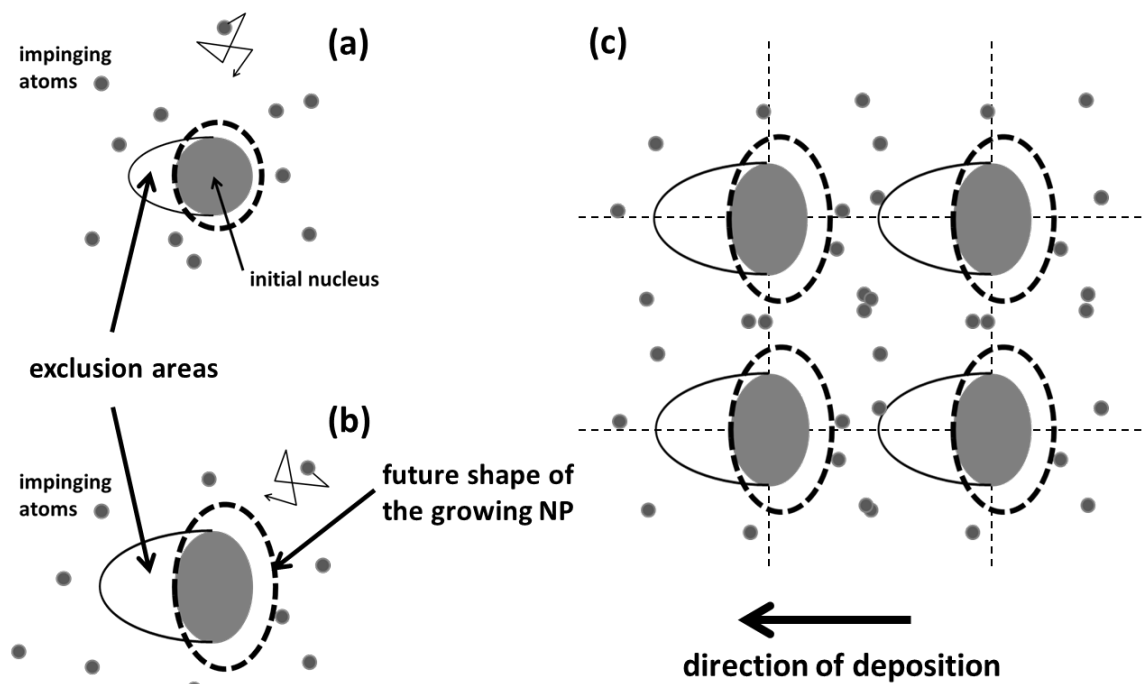 (a)
impinging
atoms
initial nucleus
exclusion areas
(b)
impinging
atoms
future shape of
the growing NP
(c)
direction of deposition